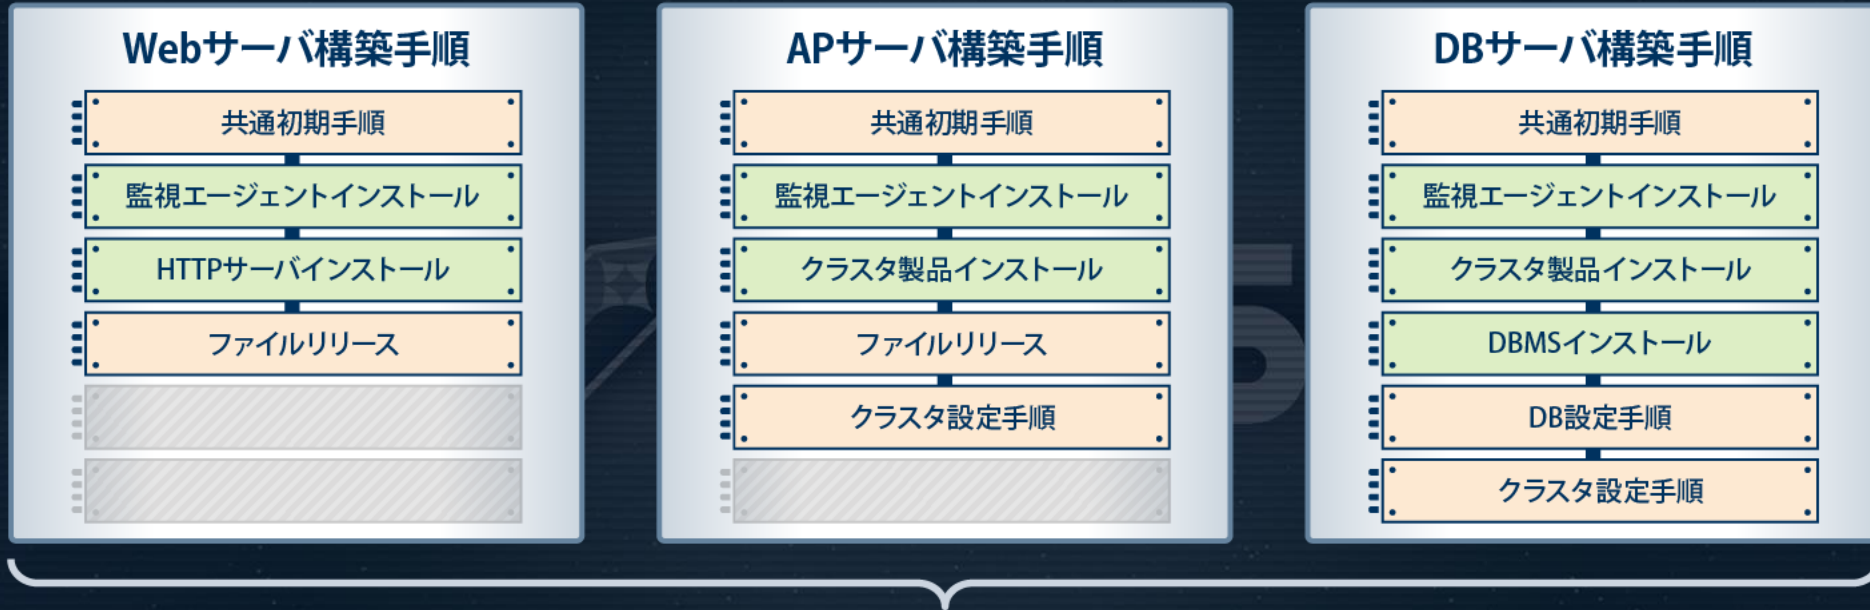 Webサーバ構築手順
共通初期手順
監視エージェントインストール
HTTPサーバインストール
ファイルリリース
APサーバ構築手順
共通初期手順
監視エージェントインストール
クラスタ製品インストール
ファイルリリース
クラスタ設定手順
DBサーバ構築手順
共通初期手順
監視エージェントインストール
クラスタ製品インストール
DBMSインストール
DB設定手順
クラスタ設定手順